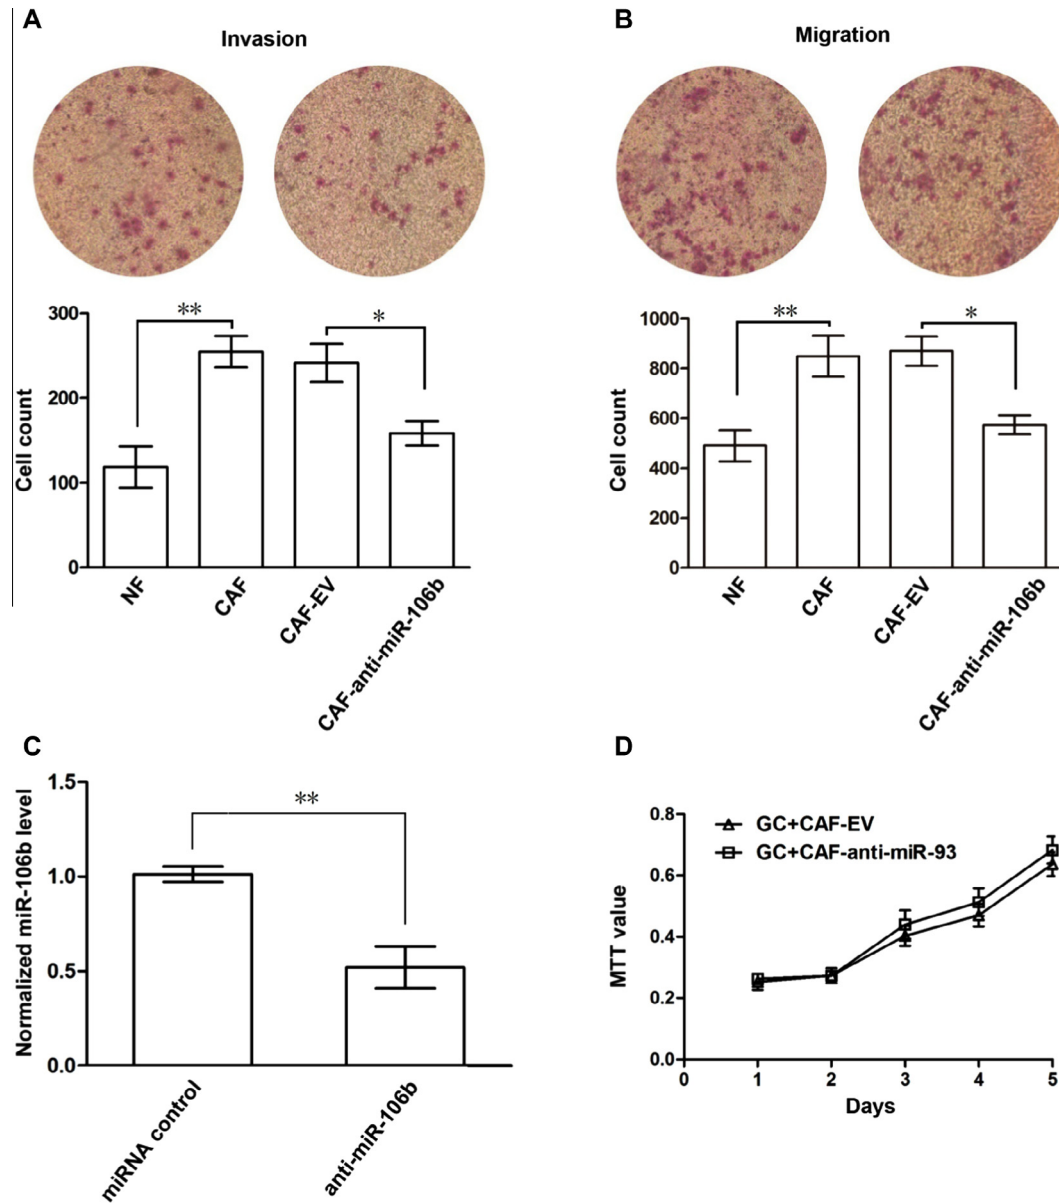 A
Invasion
300
200
100
0
Cell count
**
*
NF
CAF
CAF-EV
CAF-anti-miR-106b
B
Migration
1000
800
600
400
200
0
Cell count
**
*
NF
CAF
CAF-EV
CAF-anti-miR-106b
C
1.5
1.0
0.5
0.0
Normalized miR-106b level
**
miRNA control
anti-miR-106b
D
0.8
0.6
0.4
0.2
0.0
MTT value
GC+CAF-EV
GC+CAF-anti-miR-93
0 1 2 3 4 5
Days